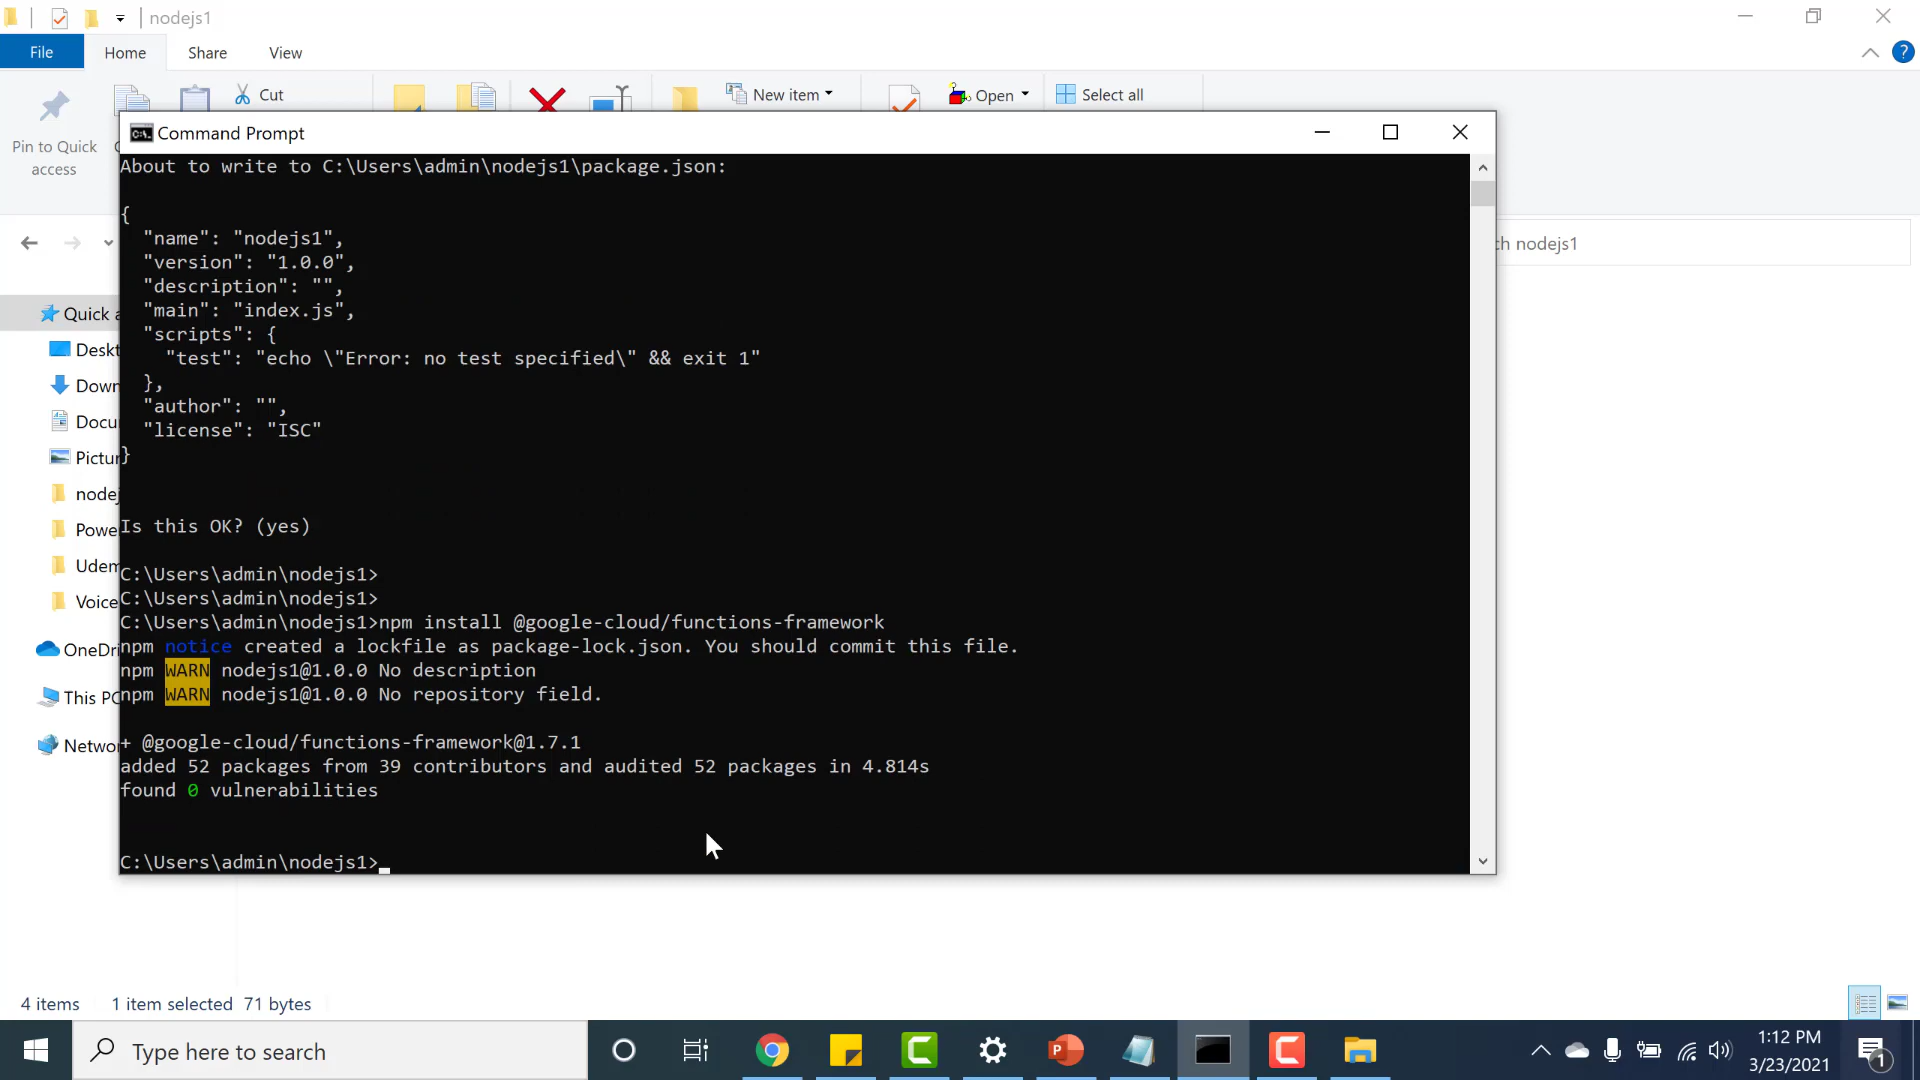 nodejs1
File
Home
Share
View
Cut
New item
Open
Select all
Pin to Quick
access
Command Prompt
About to write to C:\Users\admin\nodejs1\package.json:
{
"name": "nodejs1",
"version": "1.0.0",
"description": "",
"main": "index.js",
"scripts": {
"test": "echo \"Error: no test specified\" && exit 1"
},
"author": "",
"license": "ISC"
}
Is this OK? (yes)
C:\Users\admin\nodejs1>
C:\Users\admin\nodejs1>
C:\Users\admin\nodejs1>npm install @google-cloud/functions-framework
npm notice created a lockfile as package-lock.json. You should commit this file.
npm WARN nodejs1@1.0.0 No description
npm WARN nodejs1@1.0.0 No repository field.
+ @google-cloud/functions-framework@1.7.1
added 52 packages from 39 contributors and audited 52 packages in 4.814s
found 0 vulnerabilities
C:\Users\admin\nodejs1>
ch nodejs1
Quick a
Deskt
Down
Docu
Pictur
nodej
Powe
Udem
Voice
OneDri
This PC
Netwo
4 items
1 item selected 71 bytes
Type here to search
1:12 PM
3/23/2021
1